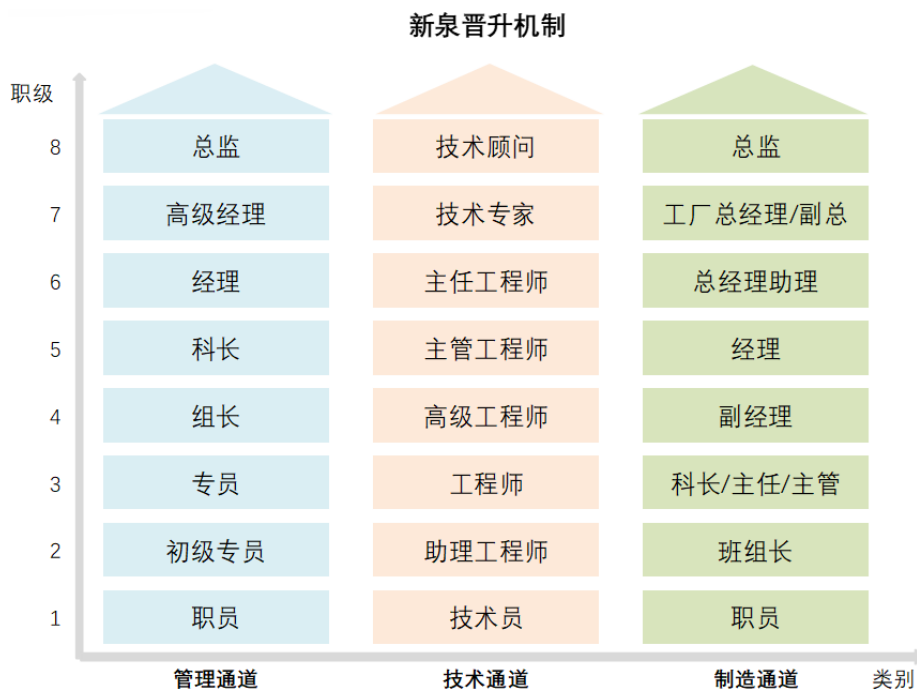 新泉晋升机制
职级
8 总监 技术顾问 总监
7 高级经理 技术专家 工厂总经理/副总
6 经理 主任工程师 总经理助理
5 科长 主管工程师 经理
4 组长 高级工程师 副经理
3 专员 工程师 科长/主任/主管
2 初级专员 助理工程师 班组长
1 职员 技术员 职员
管理通道 技术通道 制造通道 类别